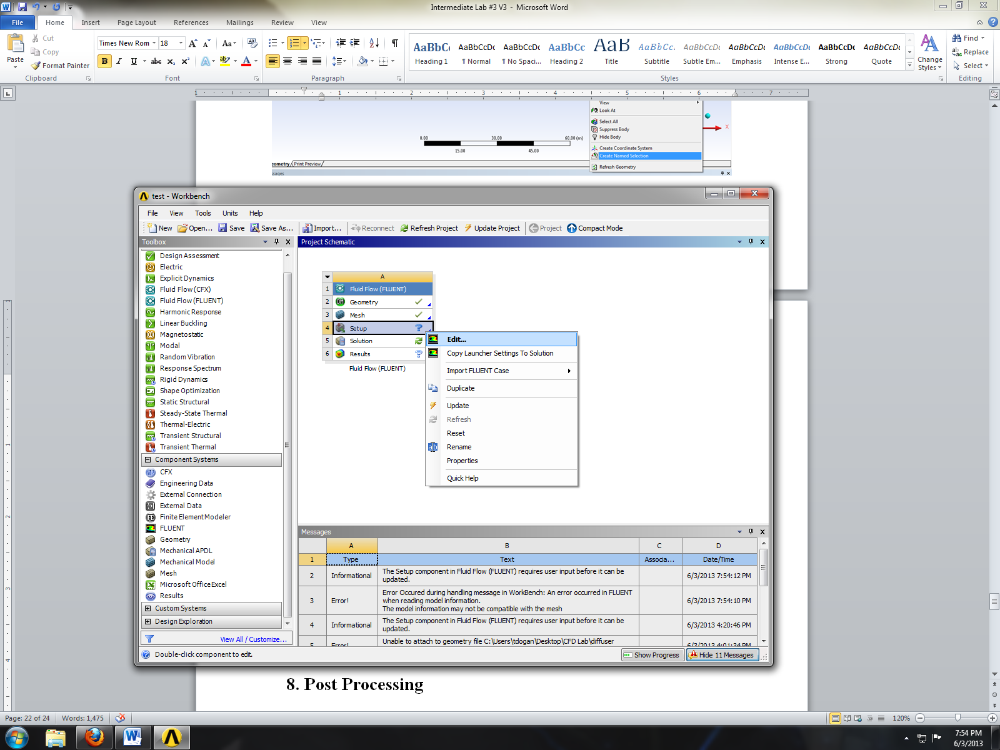 Intermediate Lab #3 V3 - Microsoft Word
File Home Insert Page Layout References Mailings Review View
Paste
Cut
Copy
Format Painter
Clipboard
Times New Rom 18
Font
Paragraph
AaBbC AaBbCcDc AaBbCcDc AaBbCc AaB AaBbCc. AaBbCcDc AaBbCcDc AaBbCcDc AaBbCcDc AaBbCcDc
Heading 1 ¶ Normal ¶ No Spaci... Heading 2 Title Subtitle Subtle Em... Emphasis Intense E... Strong Quote
Styles
Change Styles
Find
Replace
Select
Editing
1 1 2 3 4 5 6 7
View
Look At
Select All
Suppress Body
Hide Body
Create Coordinate System
Create Named Selection
Refresh Geometry
X
0.00 30.00 60.00 (m)
15.00 45.00
eometry Print Preview
sages
test - Workbench
File View Tools Units Help
New Open... Save Save As... Import... Reconnect Refresh Project Update Project Project Compact Mode
Toolbox
Design Assessment
Electric
Explicit Dynamics
Fluid Flow (CFX)
Fluid Flow (FLUENT)
Harmonic Response
Linear Buckling
Magnetostatic
Modal
Random Vibration
Response Spectrum
Rigid Dynamics
Shape Optimization
Static Structural
Steady-State Thermal
Thermal-Electric
Transient Structural
Transient Thermal
Component Systems
CFX
Engineering Data
External Connection
External Data
Finite Element Modeler
FLUENT
Geometry
Mechanical APDL
Mechanical Model
Mesh
Microsoft Office Excel
Results
Custom Systems
Design Exploration
View All / Customize...
Project Schematic
A
1 Fluid Flow (FLUENT)
2 Geometry
3 Mesh
4 Setup
5 Solution
6 Results
Fluid Flow (FLUENT)
Edit...
Copy Launcher Settings To Solution
Import FLUENT Case
Duplicate
Update
Refresh
Reset
Rename
Properties
Quick Help
Messages
A B C D
1 Type Text Associa... Date/Time
2 Informational The Setup component in Fluid Flow (FLUENT) requires user input before it can be updated. 6/3/2013 7:54:12 PM
3 Error! Error Occured during handling message in WorkBench: An error occurred in FLUENT when reading model information.
The model information may not be compatible with the mesh 6/3/2013 7:54:10 PM
4 Informational The Setup component in Fluid Flow (FLUENT) requires user input before it can be updated. 6/3/2013 4:20:46 PM
5 Error! Unable to attach to geometry file C:\Users\tdogan\Desktop\CFD Lab\diffuser 6/3/2013 4:01:34 PM
Double-click component to edit.
Show Progress Hide 11 Messages
8. Post Processing
Page: 22 of 24 Words: 1,475 120%
7:54 PM
6/3/2013